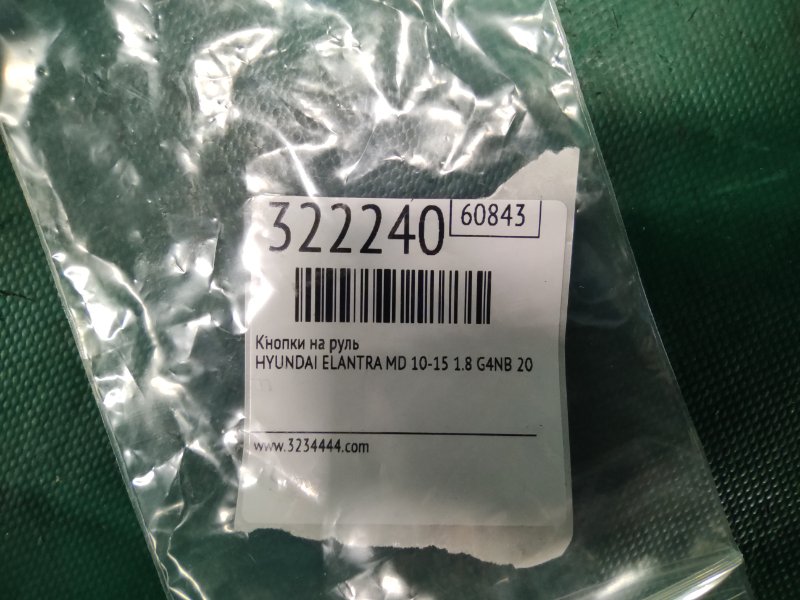 322240
60843
Кнопки на руль
HYUNDAI ELANTRA MD 10-15 1.8 G4NB 20
www.3234444.com